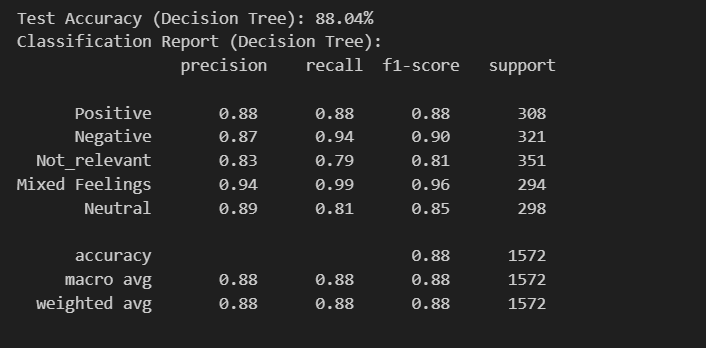 Test Accuracy (Decision Tree): 88.04%
Classification Report (Decision Tree):
precision recall f1-score support
Positive 0.88 0.88 0.88 308
Negative 0.87 0.94 0.90 321
Not_relevant 0.83 0.79 0.81 351
Mixed Feelings 0.94 0.99 0.96 294
Neutral 0.89 0.81 0.85 298
accuracy 0.88 1572
macro avg 0.88 0.88 0.88 1572
weighted avg 0.88 0.88 0.88 1572